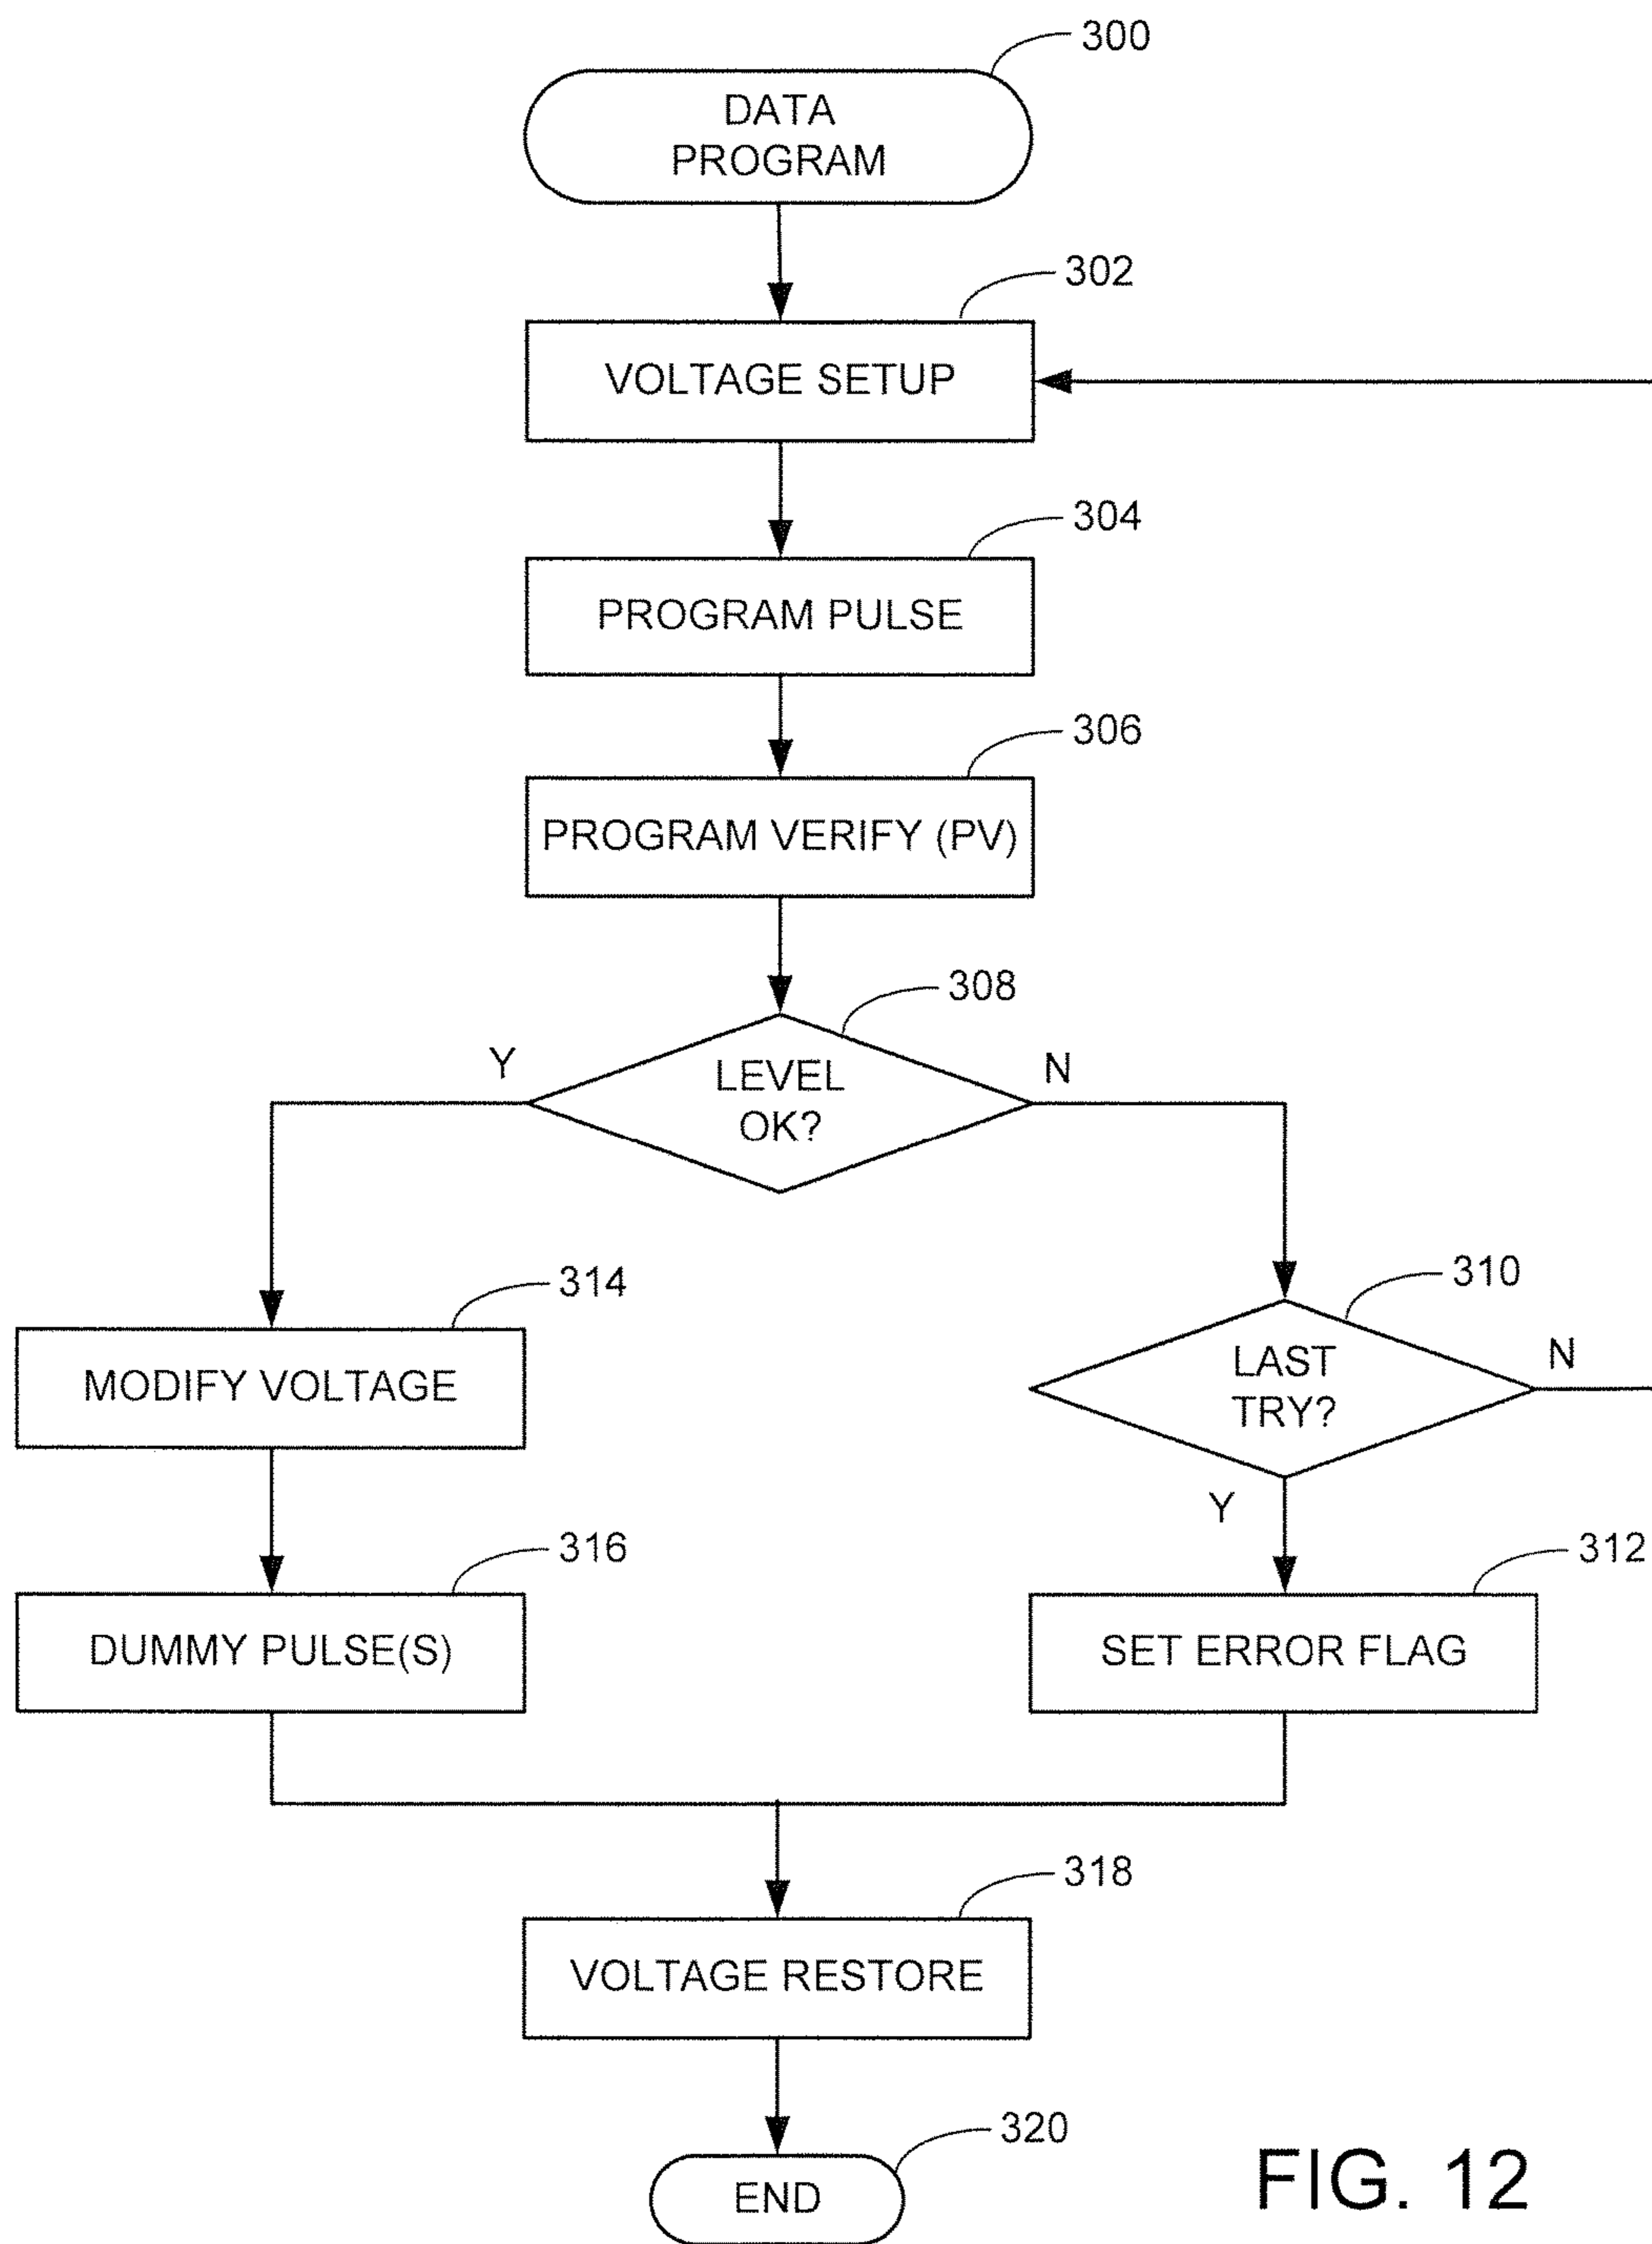 300
DATA
PROGRAM
302
VOLTAGE SETUP
304
PROGRAM PULSE
306
PROGRAM VERIFY (PV)
308
Y
LEVEL
OK?
N
314
MODIFY VOLTAGE
310
LAST
TRY?
N
Y
316
DUMMY PULSE(S)
312
SET ERROR FLAG
318
VOLTAGE RESTORE
320
END
FIG. 12